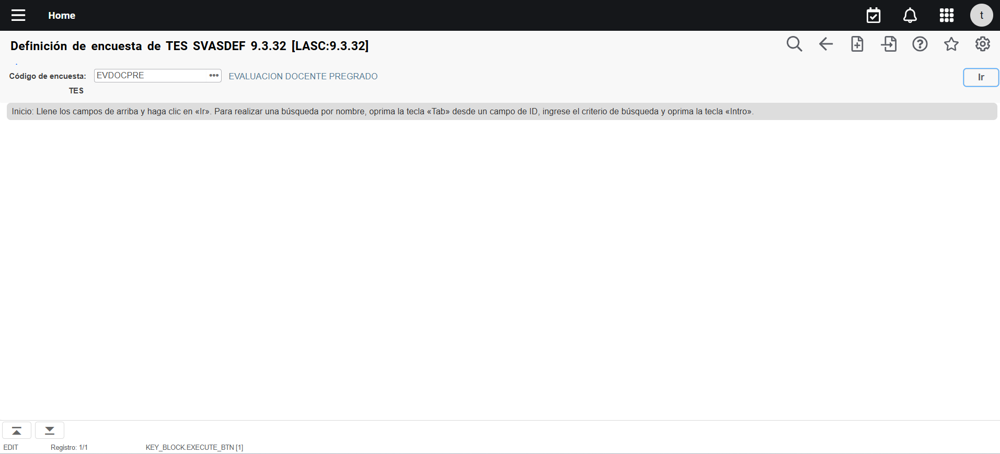 Home
t
Definición de encuesta de TES SVASDEF 9.3.32 [LASC:9.3.32]
.
Código de encuesta: EVDOCPRE ••• EVALUACION DOCENTE PREGRADO
Ir
TES
Inicio: Llene los campos de arriba y haga clic en «Ir». Para realizar una búsqueda por nombre, oprima la tecla «Tab» desde un campo de ID, ingrese el criterio de búsqueda y oprima la tecla «Intro».
EDIT Registro: 1/1 KEY_BLOCK.EXECUTE_BTN [1]